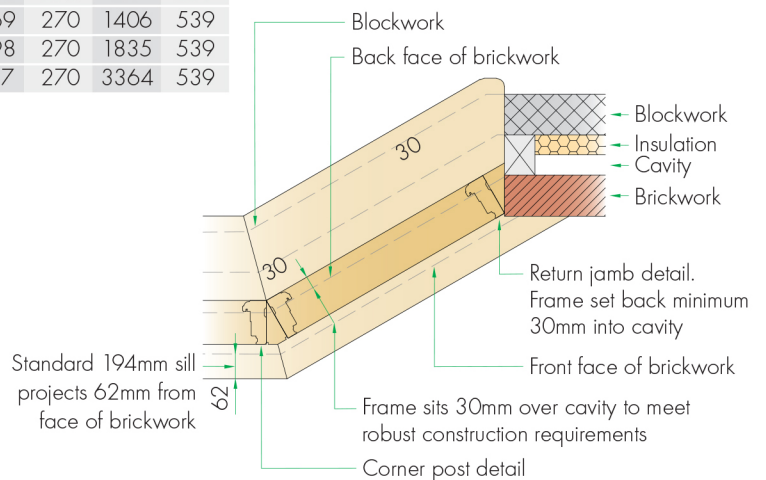 270 1406 539
270 1835 539
270 3364 539
Blockwork
Back face of brickwork
Blockwork
Insulation
Cavity
Brickwork
30
30
Return jamb detail.
Frame set back minimum
30mm into cavity
Front face of brickwork
Standard 194mm sill
projects 62mm from
face of brickwork
62
Frame sits 30mm over cavity to meet
robust construction requirements
Corner post detail